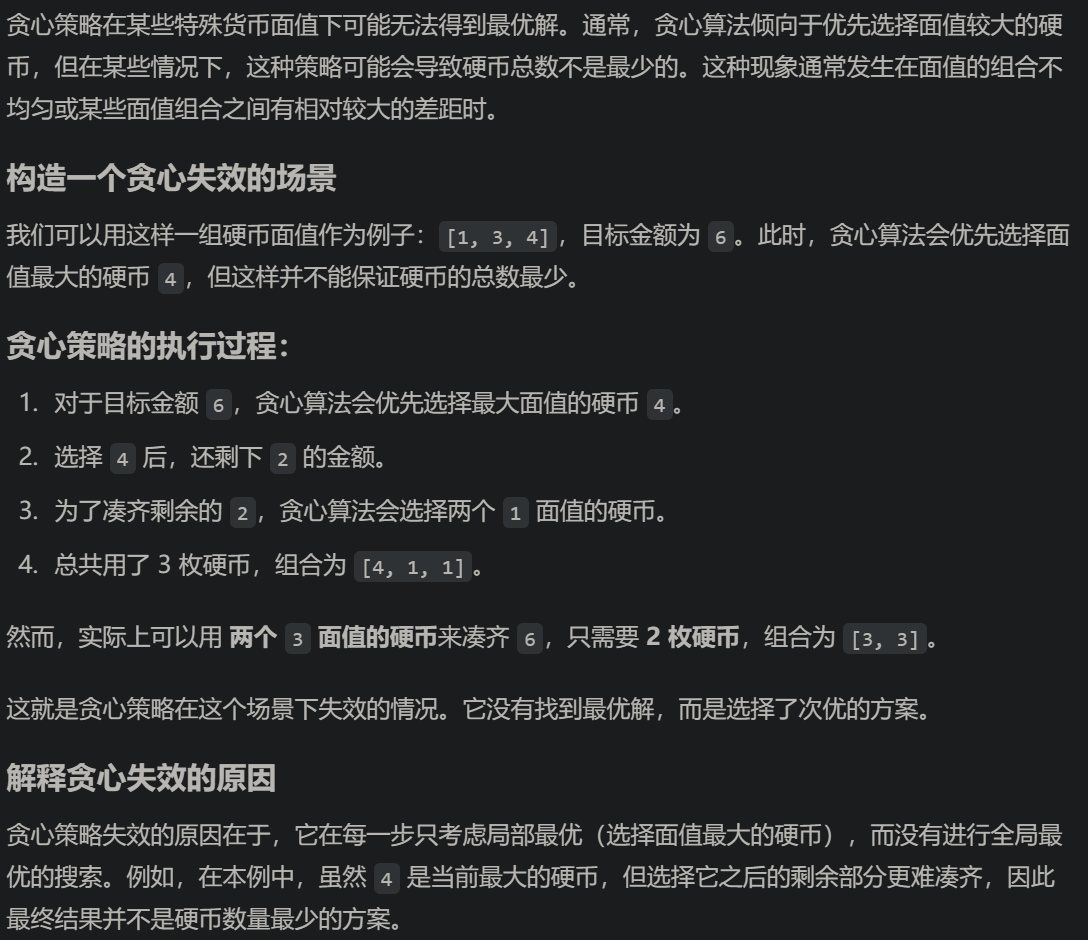 贪心策略在某些特殊货币面值下可能无法得到最优解。通常，贪心算法倾向于优先选择面值较大的硬
币，但在某些情况下，这种策略可能会导致硬币总数不是最少的。这种现象通常发生在面值的组合不
均匀或某些面值组合之间有相对较大的差距时。
构造一个贪心失效的场景
我们可以用这样一组硬币面值作为例子：[1, 3, 4]，目标金额为 6。此时，贪心算法会优先选择面
值最大的硬币 4，但这样并不能保证硬币的总数最少。
贪心策略的执行过程：
1. 对于目标金额 6，贪心算法会优先选择最大面值的硬币 4。
2. 选择 4 后，还剩下 2 的金额。
3. 为了凑齐剩余的 2，贪心算法会选择两个 1 面值的硬币。
4. 总共用了 3 枚硬币，组合为 [4, 1, 1]。
然而，实际上可以用 两个 3 面值的硬币来凑齐 6，只需要 2 枚硬币，组合为 [3, 3]。
这就是贪心策略在这个场景下失效的情况。它没有找到最优解，而是选择了次优的方案。
解释贪心失效的原因
贪心策略失效的原因在于，它在每一步只考虑局部最优（选择面值最大的硬币），而没有进行全局最
优的搜索。例如，在本例中，虽然 4 是当前最大的硬币，但选择它之后的剩余部分更难凑齐，因此
最终结果并不是硬币数量最少的方案。